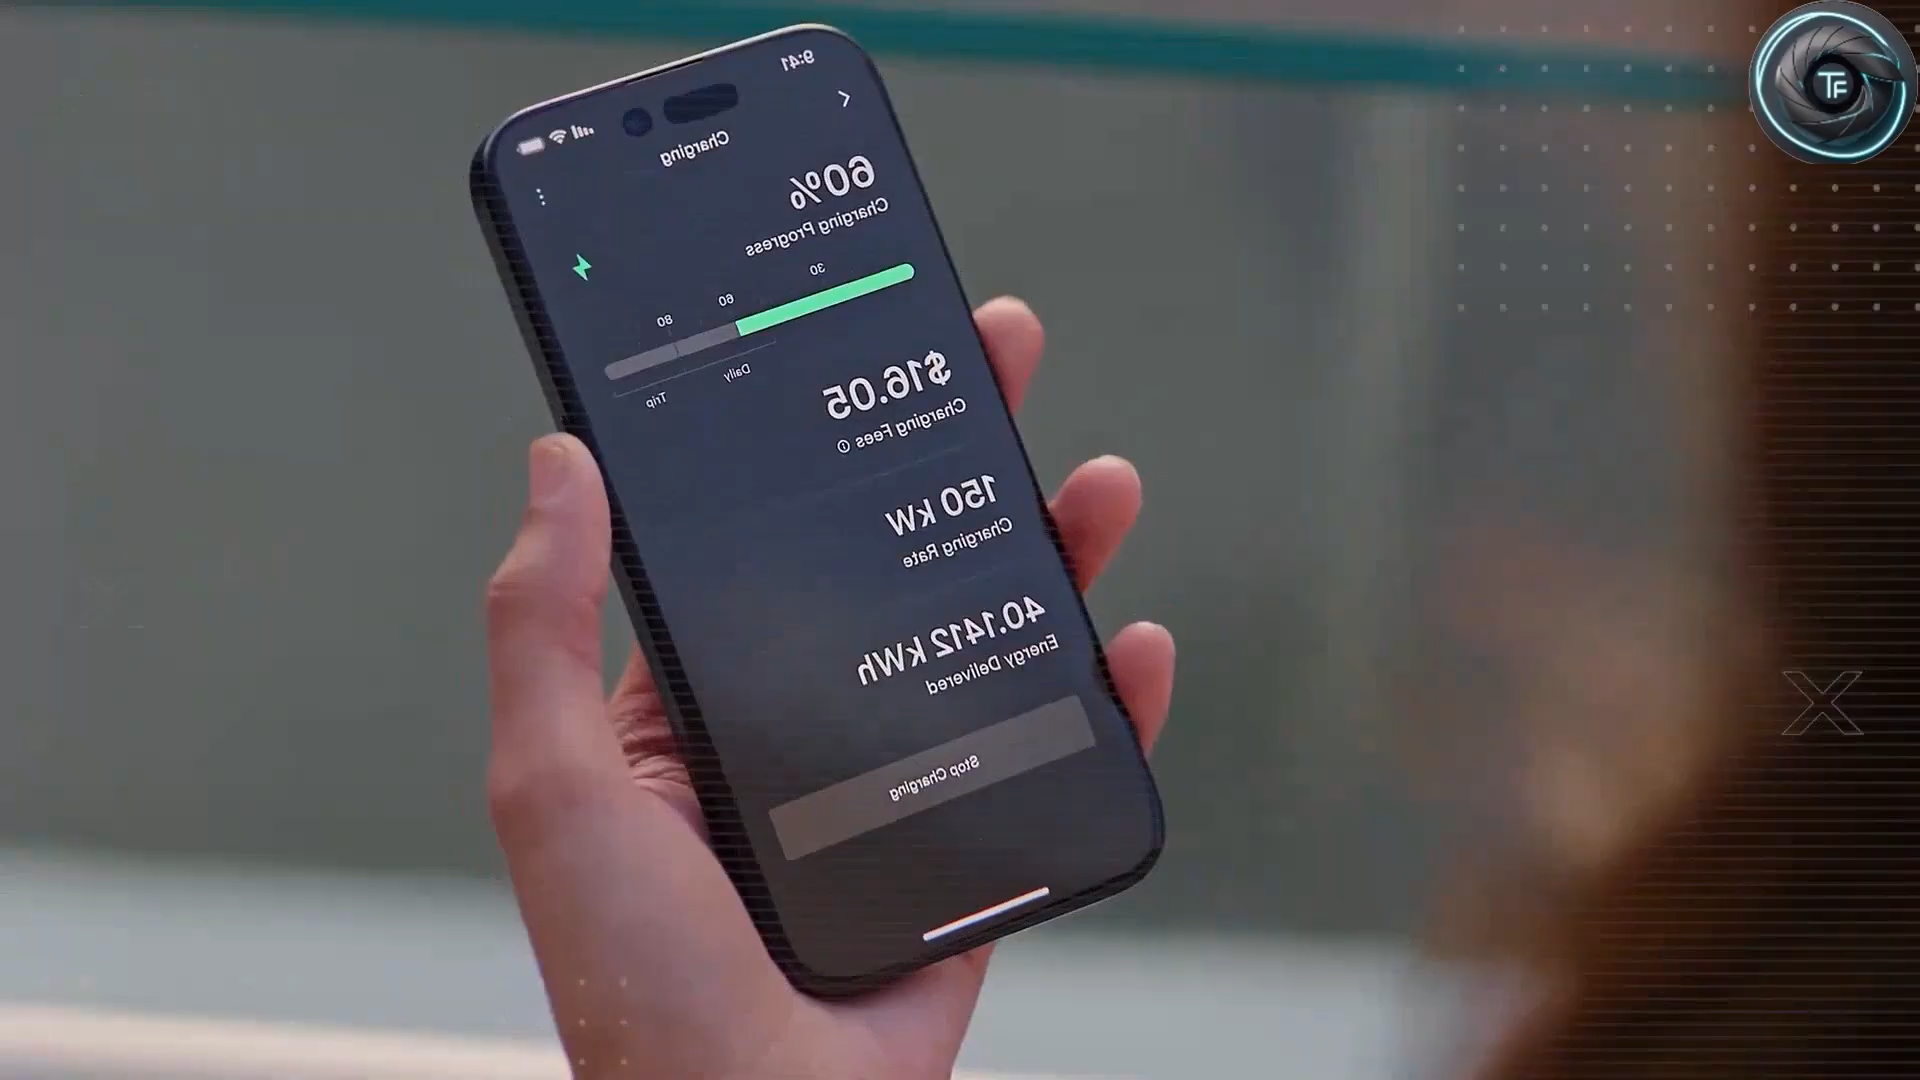 9:41
Charging
60%
Charging Progress
30
60
80
Daily
Trip
$16.05
Charging Fees
150 kW
Charging Rate
40.1412 kWh
Energy Delivered
Stop Charging
TF
X